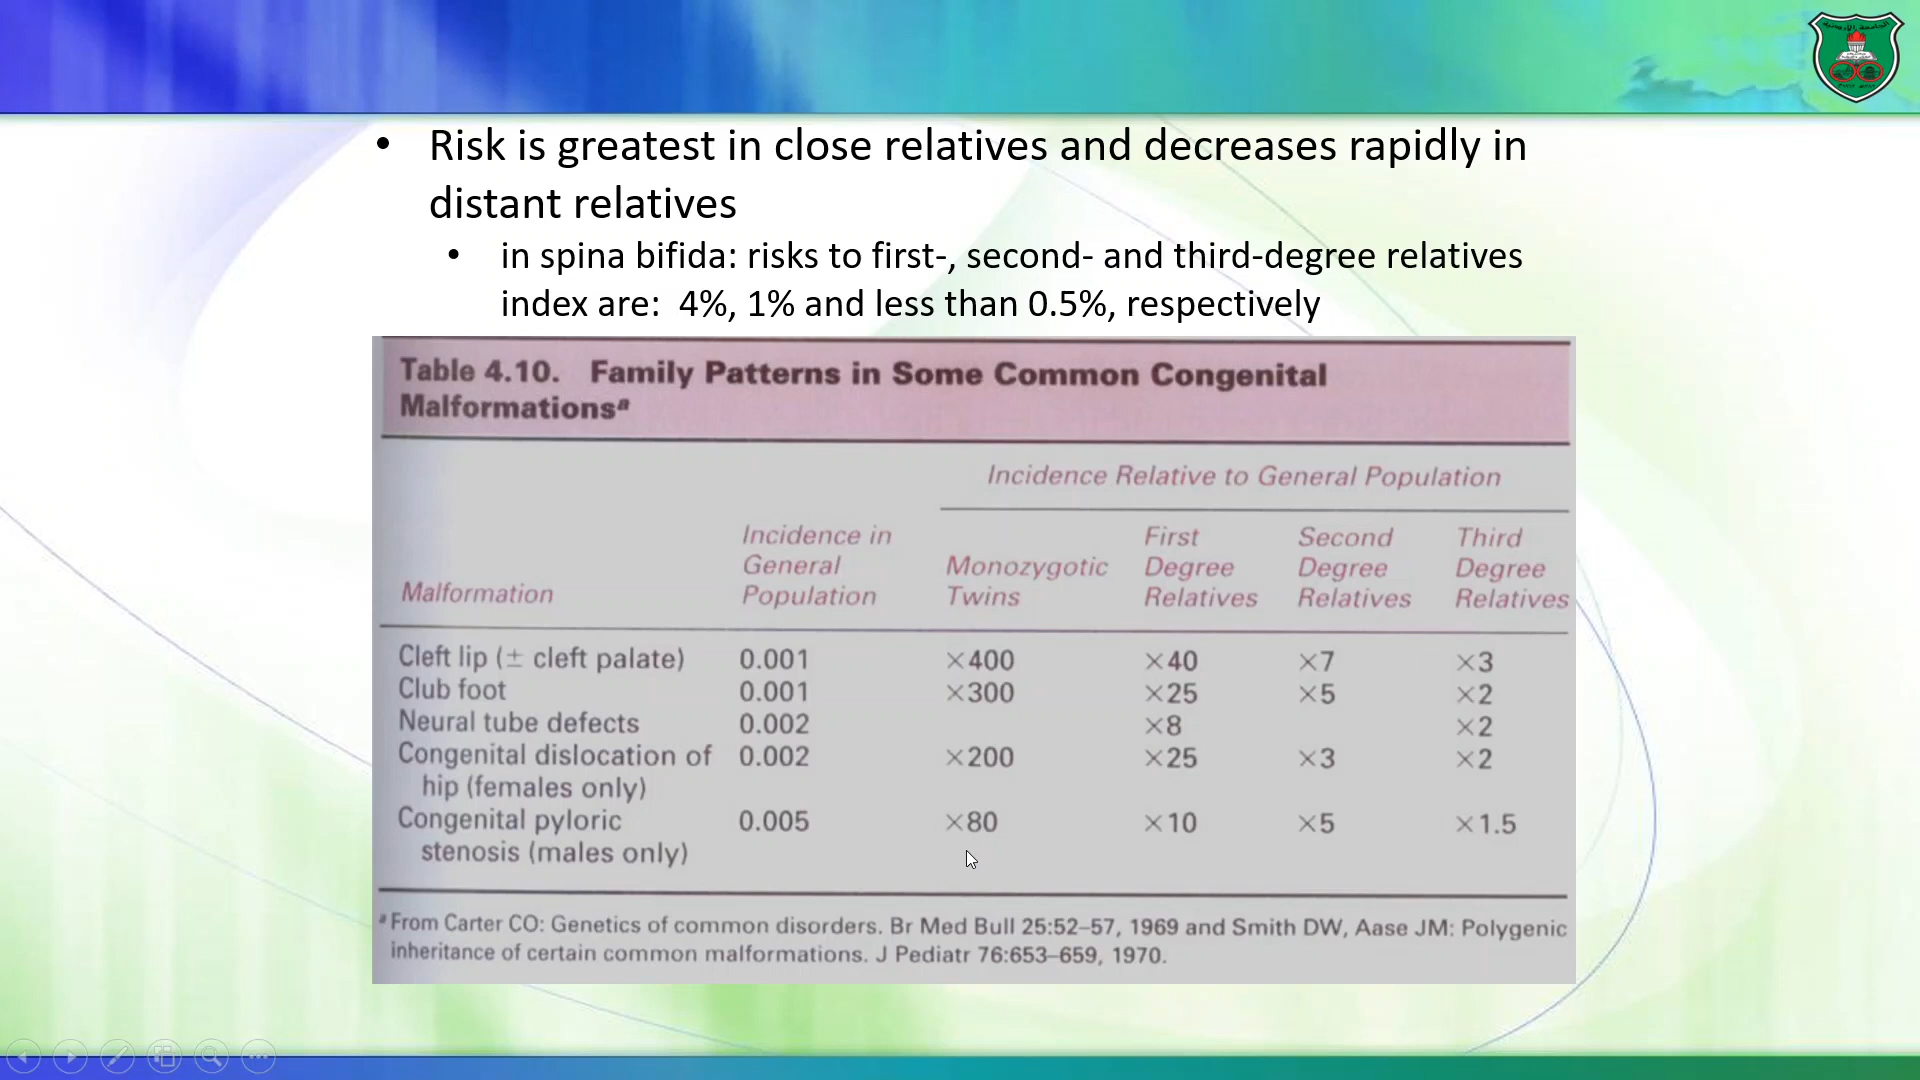 • Risk is greatest in close relatives and decreases rapidly in
distant relatives
• in spina bifida: risks to first-, second- and third-degree relatives
index are: 4%, 1% and less than 0.5%, respectively
Table 4.10. Family Patterns in Some Common Congenital
Malformationsᵃ
Incidence Relative to General Population
Malformation Incidence in General Population Monozygotic Twins First Degree Relatives Second Degree Relatives Third Degree Relatives
Cleft lip (± cleft palate) 0.001 ×400 ×40 ×7 ×3
Club foot 0.001 ×300 ×25 ×5 ×2
Neural tube defects 0.002 ×8 ×2
Congenital dislocation of 0.002 ×200 ×25 ×3 ×2
hip (females only)
Congenital pyloric 0.005 ×80 ×10 ×5 ×1.5
stenosis (males only)
ᵃ From Carter CO: Genetics of common disorders. Br Med Bull 25:52–57, 1969 and Smith DW, Aase JM: Polygenic
inheritance of certain common malformations. J Pediatr 76:653–659, 1970.